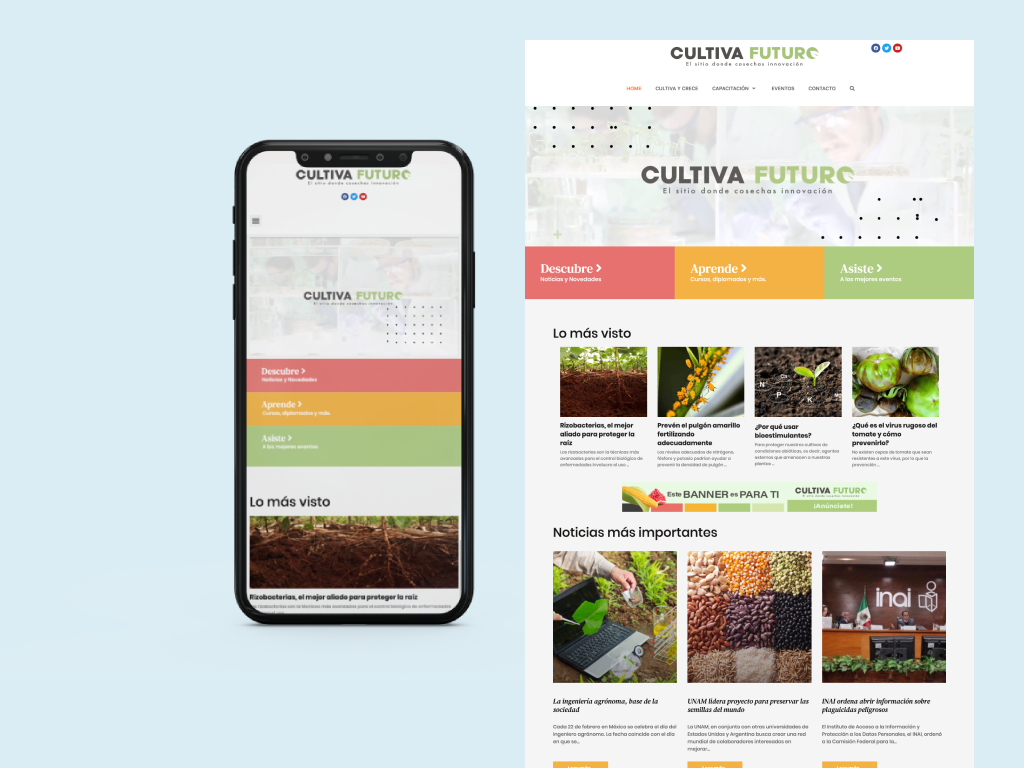 CULTIVA FUTURO
El sitio donde cosechas innovación
Descubre
Noticias y Novedades
Aprende
Cursos, diplomados y más.
Asiste
A los mejores eventos
CULTIVA FUTURO
El sitio donde cosechas innovación
Lo más visto
Rizobacterias, el mejor aliado para proteger la raíz
CULTIVA FUTURO
El sitio donde cosechas innovación
HOME CULTIVA Y CRECE CAPACITACIÓN EVENTOS CONTACTO
CULTIVA FUTURO
El sitio donde cosechas innovación
Descubre
Noticias y Novedades
Aprende
Cursos, diplomados y más.
Asiste
A los mejores eventos
Lo más visto
N
P
K
Rizobacterias, el mejor
aliado para proteger la
raíz
Las rizobacterias son la técnicas más
avanzadas para el control biológico de
enfermedades involucra el uso ...
Prevén el pulgón amarillo
fertilizando
adecuadamente
Los niveles adecuados de nitrógeno,
fósforo y potasio podrían ayudar a
prevenir la densidad de pulgón ...
¿Por qué usar
bioestimulantes?
Para proteger nuestros cultivos de
condiciones abióticas, es decir, agentes
externos que amenacen a nuestras
plantas ...
¿Qué es el virus rugoso del
tomate y cómo
prevenirlo?
No existen cepas de tomate que sean
resistentes a este virus, por lo que la
prevención ...
Este BANNER es PARA TI
CULTIVA FUTURO
¡Anúnciate!
Noticias más importantes
inai
La ingeniería agrónoma, base de la
sociedad
Cada 22 de febrero en México se celebra el día del
ingeniero agrónomo. La fecha coincide con el día
en que se...
UNAM lidera proyecto para preservar las
semillas del mundo
La UNAM, en conjunto con otras universidades de
Estados Unidos y Argentina busca crear una red
mundial de colaboradores interesados en
mejorar...
INAI ordena abrir información sobre
plaguicidas peligrosos
El Instituto de Acceso a la Información y
Protección a los Datos Personales, el INAI, ordenó
a la Comisión Federal para la...